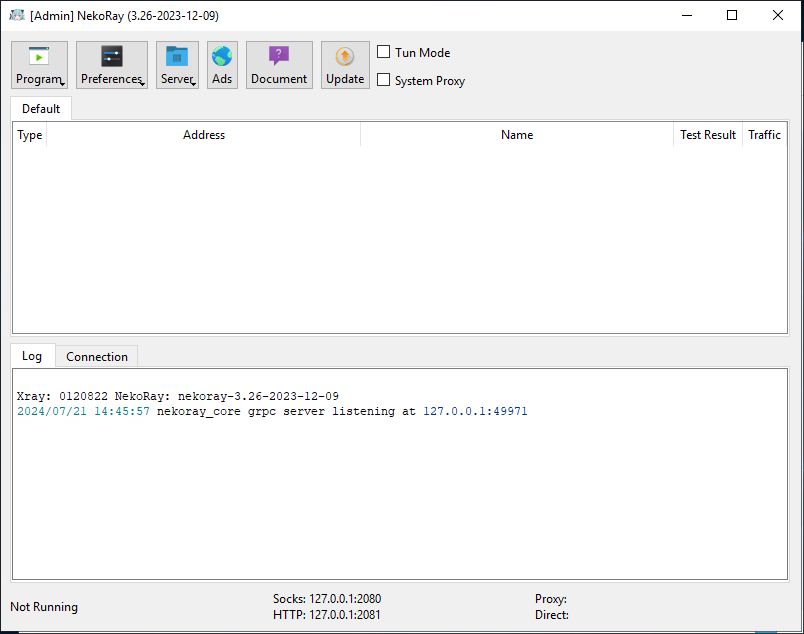 [Admin] NekoRay (3.26-2023-12-09)
Program Preferences Server Ads Document Update
Tun Mode
System Proxy
Default
Type Address Name Test Result Traffic
Log Connection
Xray: 0120822 NekoRay: nekoray-3.26-2023-12-09
2024/07/21 14:45:57 nekoray_core grpc server listening at 127.0.0.1:49971
Not Running
Socks: 127.0.0.1:2080
HTTP: 127.0.0.1:2081
Proxy:
Direct: